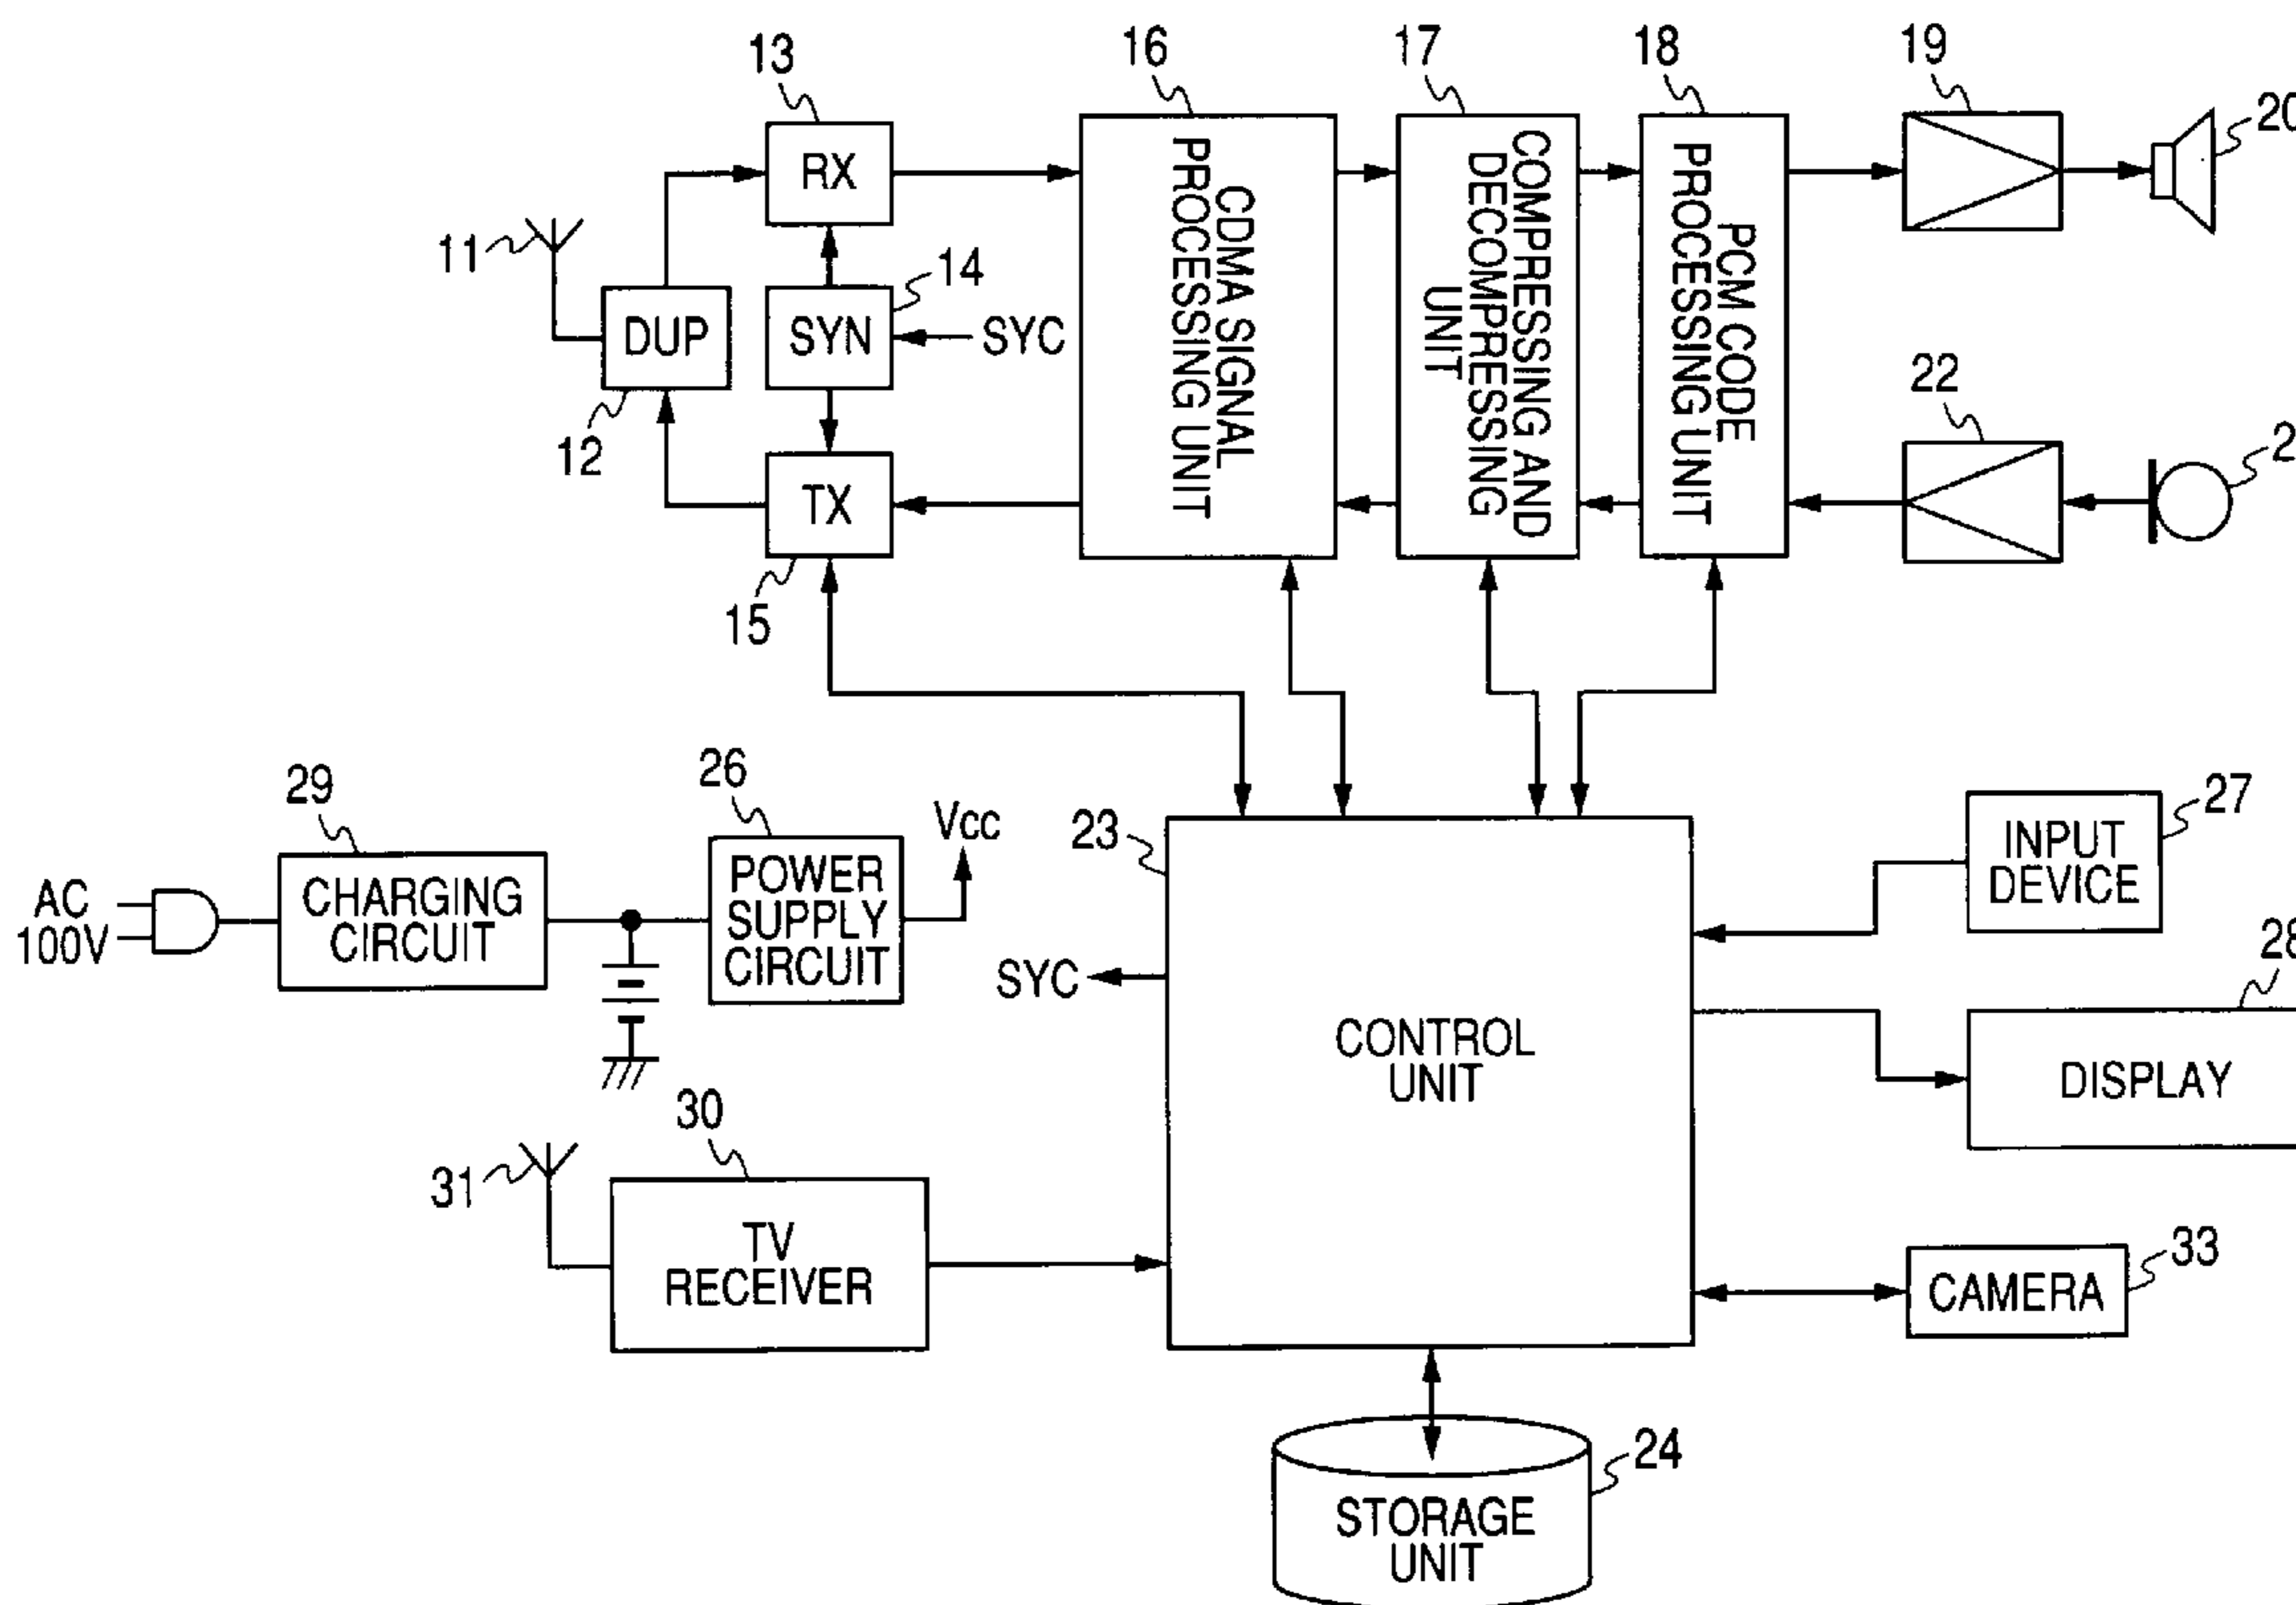 13
16
17
18
19
RX
CDMA SIGNAL
PROCESSING UNIT
COMPRESSING AND
DECOMPRESSING
UNIT
PCM CODE
PROCESSING UNIT
11
14
DUP
SYN
SYC
22
12
TX
15
29
26
Vcc
23
27
INPUT
DEVICE
AC
100V
CHARGING
CIRCUIT
POWER
SUPPLY
CIRCUIT
SYC
28
CONTROL
UNIT
DISPLAY
30
31
TV
RECEIVER
33
CAMERA
24
STORAGE
UNIT